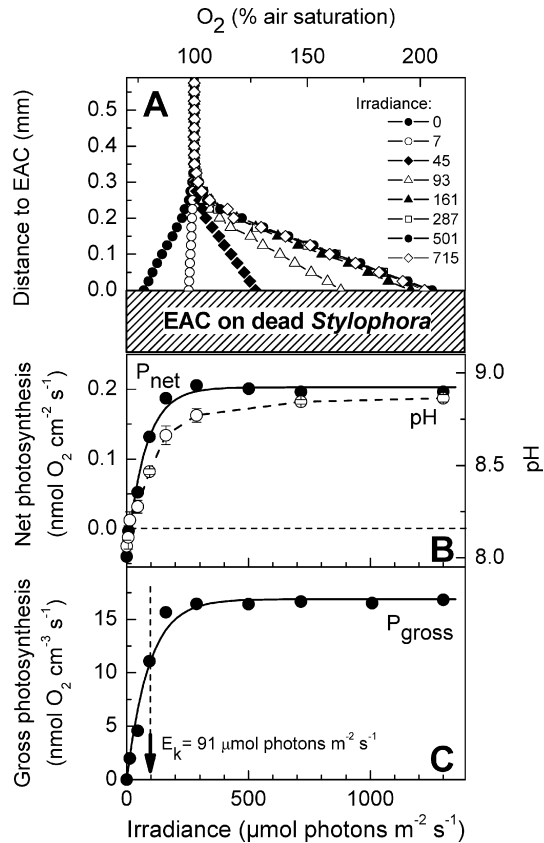 O2 (% air saturation)
50 100 150 200
A
Distance to EAC (mm)
0.5
0.4
0.3
0.2
0.1
0.0
Irradiance:
0
7
45
93
161
287
501
715
EAC on dead Stylophora
Net photosynthesis
(nmol O2 cm-2 s-1)
0.2
0.1
0.0
Pnet
pH
B
9.0
8.5
8.0
pH
Gross photosynthesis
(nmol O2 cm-3 s-1)
15
10
5
0
Pgross
Ek= 91 µmol photons m-2 s-1
C
0 500 1000
Irradiance (µmol photons m-2 s-1)